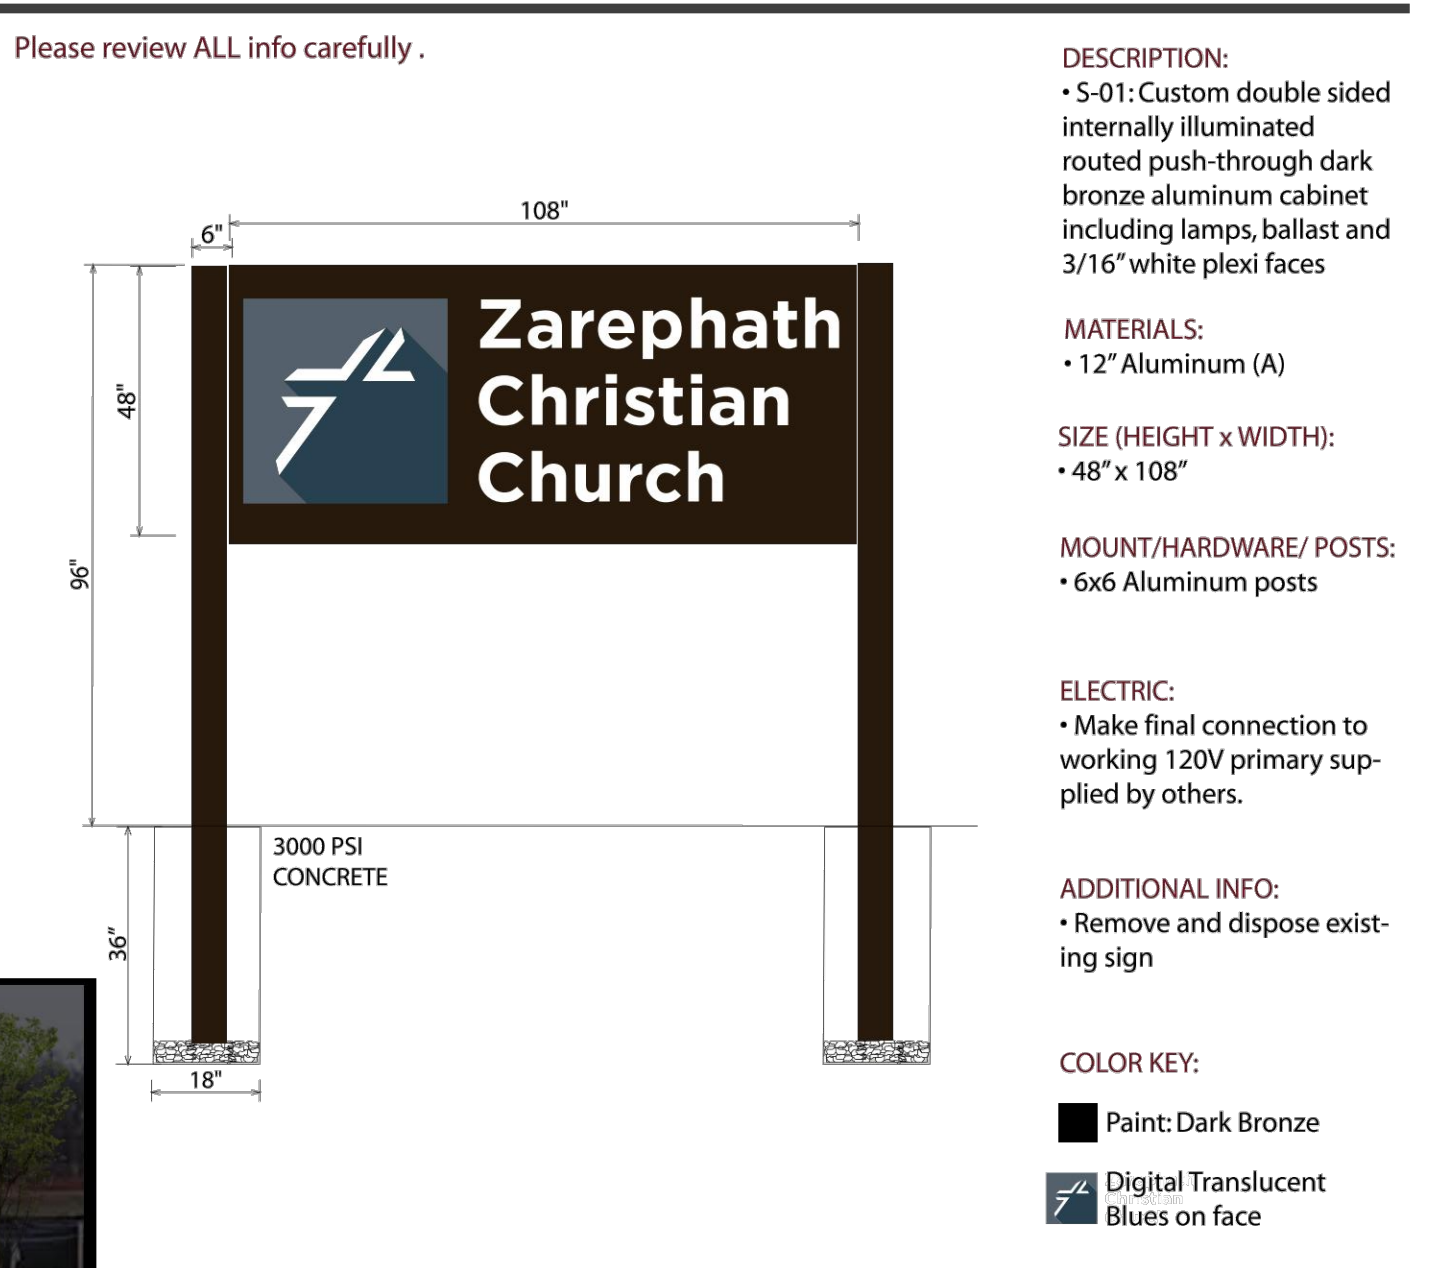 Please review ALL info carefully .
108"
6"
48"
96"
Zarephath
Christian
Church
3000 PSI
CONCRETE
36"
18"
DESCRIPTION:
• S-01: Custom double sided
internally illuminated
routed push-through dark
bronze aluminum cabinet
including lamps, ballast and
3/16" white plexi faces
MATERIALS:
• 12" Aluminum (A)
SIZE (HEIGHT x WIDTH):
• 48" x 108"
MOUNT/HARDWARE/ POSTS:
• 6x6 Aluminum posts
ELECTRIC:
• Make final connection to
working 120V primary sup-
plied by others.
ADDITIONAL INFO:
• Remove and dispose exist-
ing sign
COLOR KEY:
Paint: Dark Bronze
Digital Translucent
Blues on face